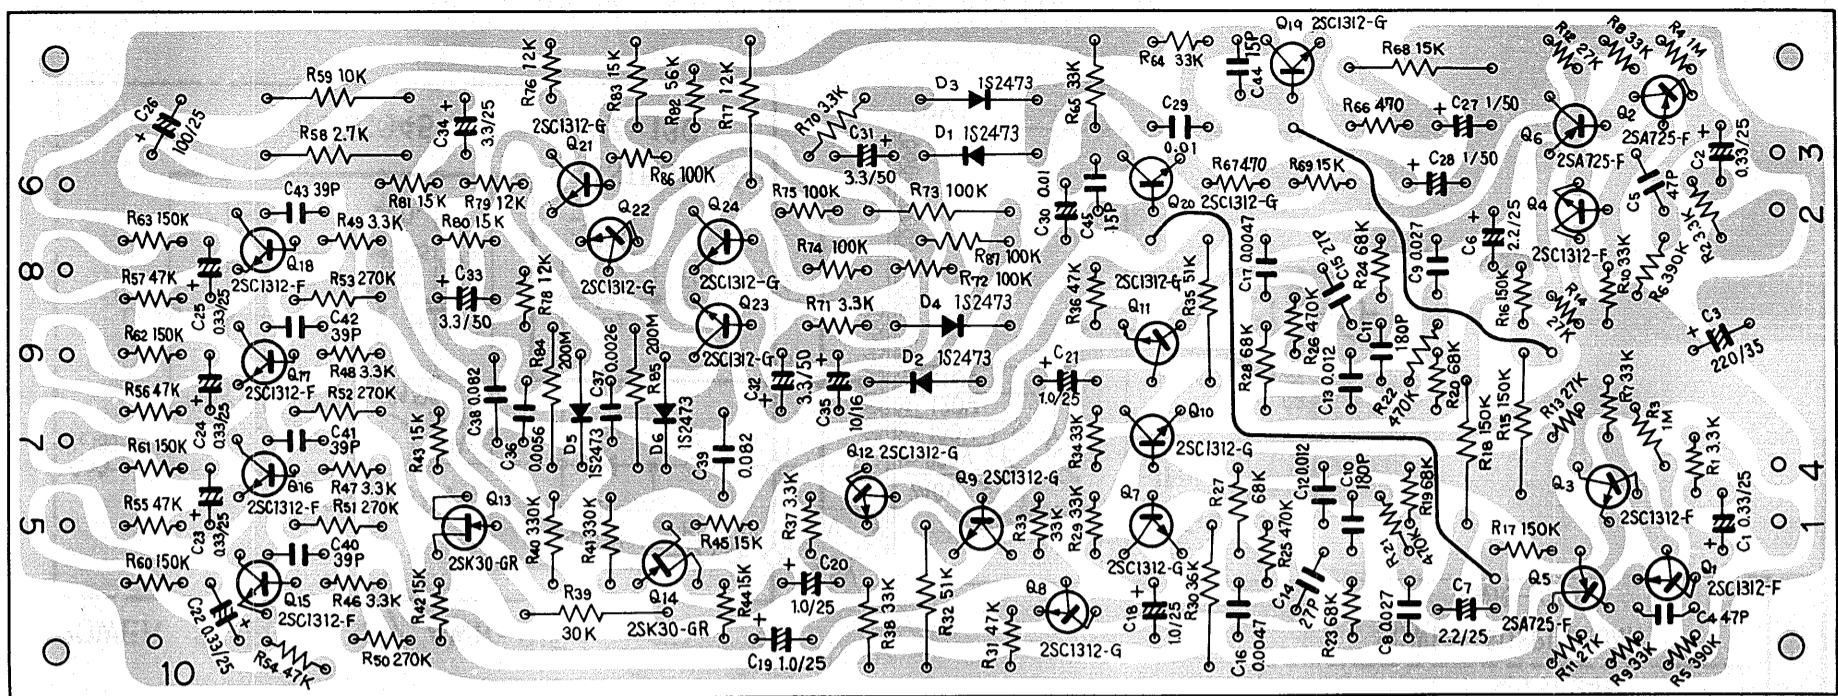 Q19 2SC1312-G
R59 10K
C26 100/25
R58 2.7K
C34 3.3/25
R76 12K
R83 15K
R82 56K
R77 12K
2SC1312-G
Q21
R86 100K
R70 33K
C31
3.3/50
D3 1S2473
D1 1S2473
R65 33K
R64 33K
C44 15P
C29
0.01
R68 15K
R66 470
C27 1/50
R12 27K
R8 33K
R4 1M
Q6
Q2
2SA725-F
2SA725-F
C2 0.33/25
3
9
C43 39P
R81 15K
R79 12K
R75 100K
R73 100K
C30 0.01
C45 15P
Q20 2SC1312-G
R67 470
R69 15K
C28 1/50
C5 47P
R2 3.3K
2
R63 150K
R49 3.3K
R80 15K
Q22
Q24
Q18
2SC1312-F
2SC1312-G
2SC1312-G
R74 100K
R87 100K
R72 100K
C17 0.0047
C15 27P
R24 68K
C9 0.027
C6 2.2/25
Q4
2SC1312-F
R10 33K
R6 390K
8
R57 47K
C25 0.33/25
R53 270K
C33
3.3/50
R78 12K
Q23
2SC1312-G
R71 3.3K
D4 1S2473
R36 47K
2SC1312-G
Q11
R35 51K
R26 470K
C11 180P
R16 150K
R14 27K
C3 220/35
C42
39P
R62 150K
6
Q17
2SC1312-F
R48 3.3K
R84 200M
C37 0.0026
R85 200M
C32 3.3/50
C35 10/16
D2 1S2473
C21
1.0/25
R28 68K
C13 0.012
R22 470K
R20 68K
R56 47K
C24 0.33/25
R52 270K
C38 0.082
C36 0.0056
D5 1S2473
D6 1S2473
C39 0.082
Q10
2SC1312-G
R34 33K
R18 150K
R15 150K
R13 27K
R7 33K
R3 1M
R1 3.3K
7
R61 150K
C41
39P
R43 15K
Q16
2SC1312-F
R47 3.3K
Q12 2SC1312-G
Q9 2SC1312-G
4
R55 47K
C23 0.33/25
R51 270K
Q13
2SK30-GR
R40 330K
R41 330K
R45 15K
R37 33K
R33 33K
R29 33K
Q7
2SC1312-G
R27 68K
C12 0.012
C10 180P
R25 470K
R21 470K
R19 68K
Q3
2SC1312-F
C1 0.33/25
5
1
R17 150K
R60 150K
C40
39P
Q15
2SC1312-F
R46 3.3K
R42 15K
R39
30K
Q14
2SK30-GR
R44 15K
C20
1.0/25
R38 33K
R32 51K
Q8
2SC1312-G
C18 1.0/25
R30 36K
C14 27P
R23 68K
C8 0.027
C7
2.2/25
Q5
2SA725-F
Q1
2SC1312-F
C4 47P
C22 0.33/25
R54 47K
R50 270K
C19 1.0/25
R31 47K
C16 0.0047
R11 27K
R9 33K
R5 390K
10